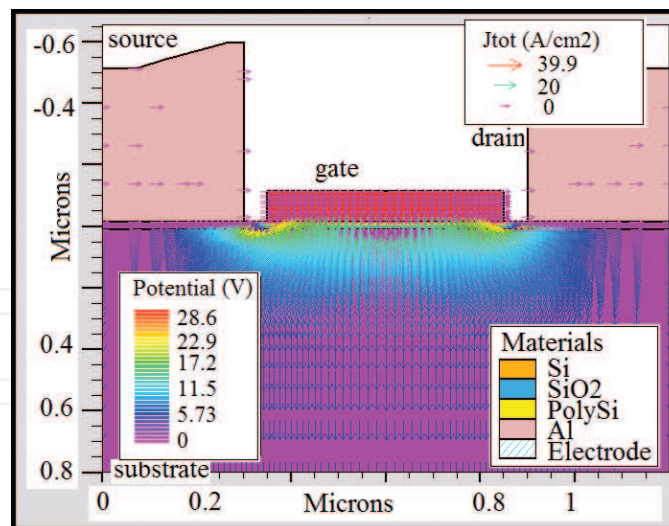 -0.6
source
Jtot (A/cm2)
39.9
20
0
-0.4
drain
gate
Microns
0
Potential (V)
28.6
22.9
17.2
11.5
5.73
0
0.4
0.6
0.8
Materials
Si
SiO2
PolySi
Al
Electrode
substrate
0
0.2
Microns
0.8
1